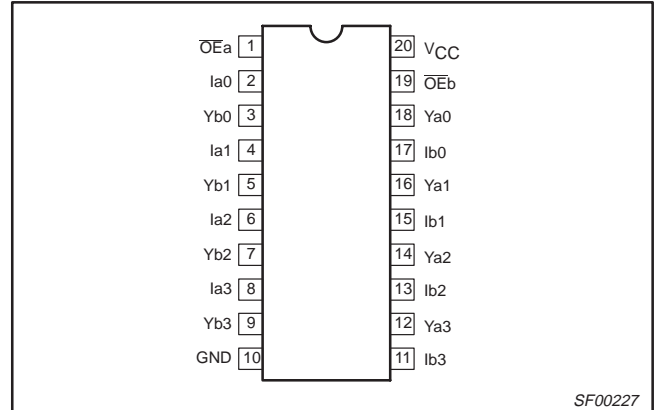 O̅E̅a 1 20 VCC
Ia0 2 19 O̅E̅b
Yb0 3 18 Ya0
Ia1 4 17 Ib0
Yb1 5 16 Ya1
Ia2 6 15 Ib1
Yb2 7 14 Ya2
Ia3 8 13 Ib2
Yb3 9 12 Ya3
GND 10 11 Ib3
SF00227